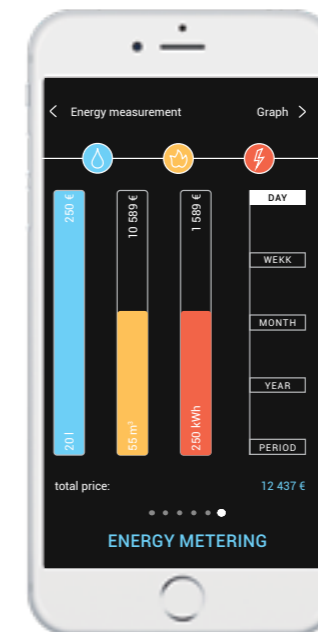 Energy measurement Graph
250 €
10 589 €
1 589 €
DAY
WEKK
MONTH
YEAR
20 l
55 m³
250 kWh
PERIOD
total price: 12 437 €
ENERGY METERING